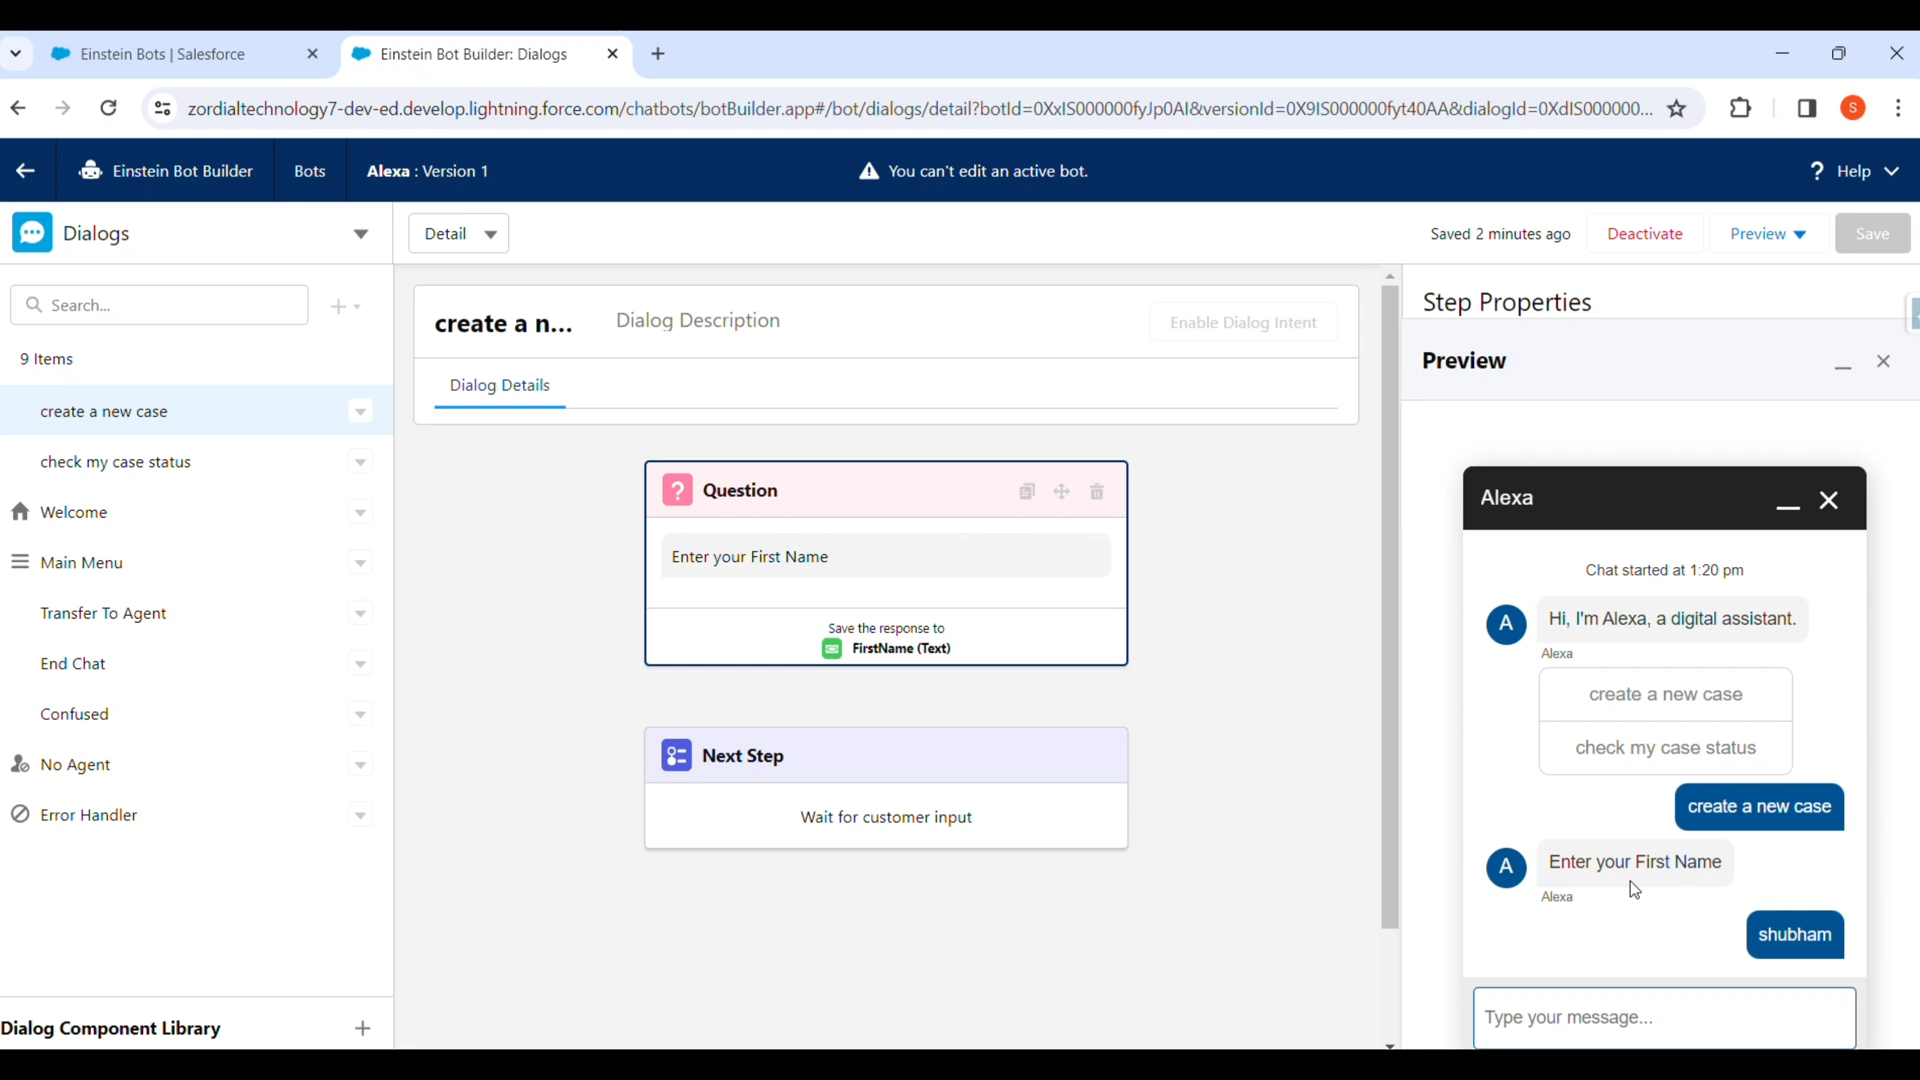 Einstein Bots | Salesforce
Einstein Bot Builder: Dialogs
zordialtechnology7-dev-ed.develop.lightning.force.com/chatbots/botBuilder.app#/bot/dialogs/detail?botId=0XxIS000000fyJp0AI&versionId=0X9IS000000fyt40AA&dialogId=0XdIS000000...
S
Einstein Bot Builder
Bots
Alexa : Version 1
You can't edit an active bot.
? Help
Dialogs
Detail
Saved 2 minutes ago
Deactivate
Preview
Save
Search...
9 Items
create a new case
check my case status
Welcome
Main Menu
Transfer To Agent
End Chat
Confused
No Agent
Error Handler
Dialog Component Library
create a n...
Dialog Description
Enable Dialog Intent
Dialog Details
? Question
Enter your First Name
Save the response to
FirstName (Text)
Next Step
Wait for customer input
Step Properties
Preview
Alexa
Chat started at 1:20 pm
A
Hi, I'm Alexa, a digital assistant.
Alexa
create a new case
check my case status
create a new case
A
Enter your First Name
Alexa
shubham
Type your message...